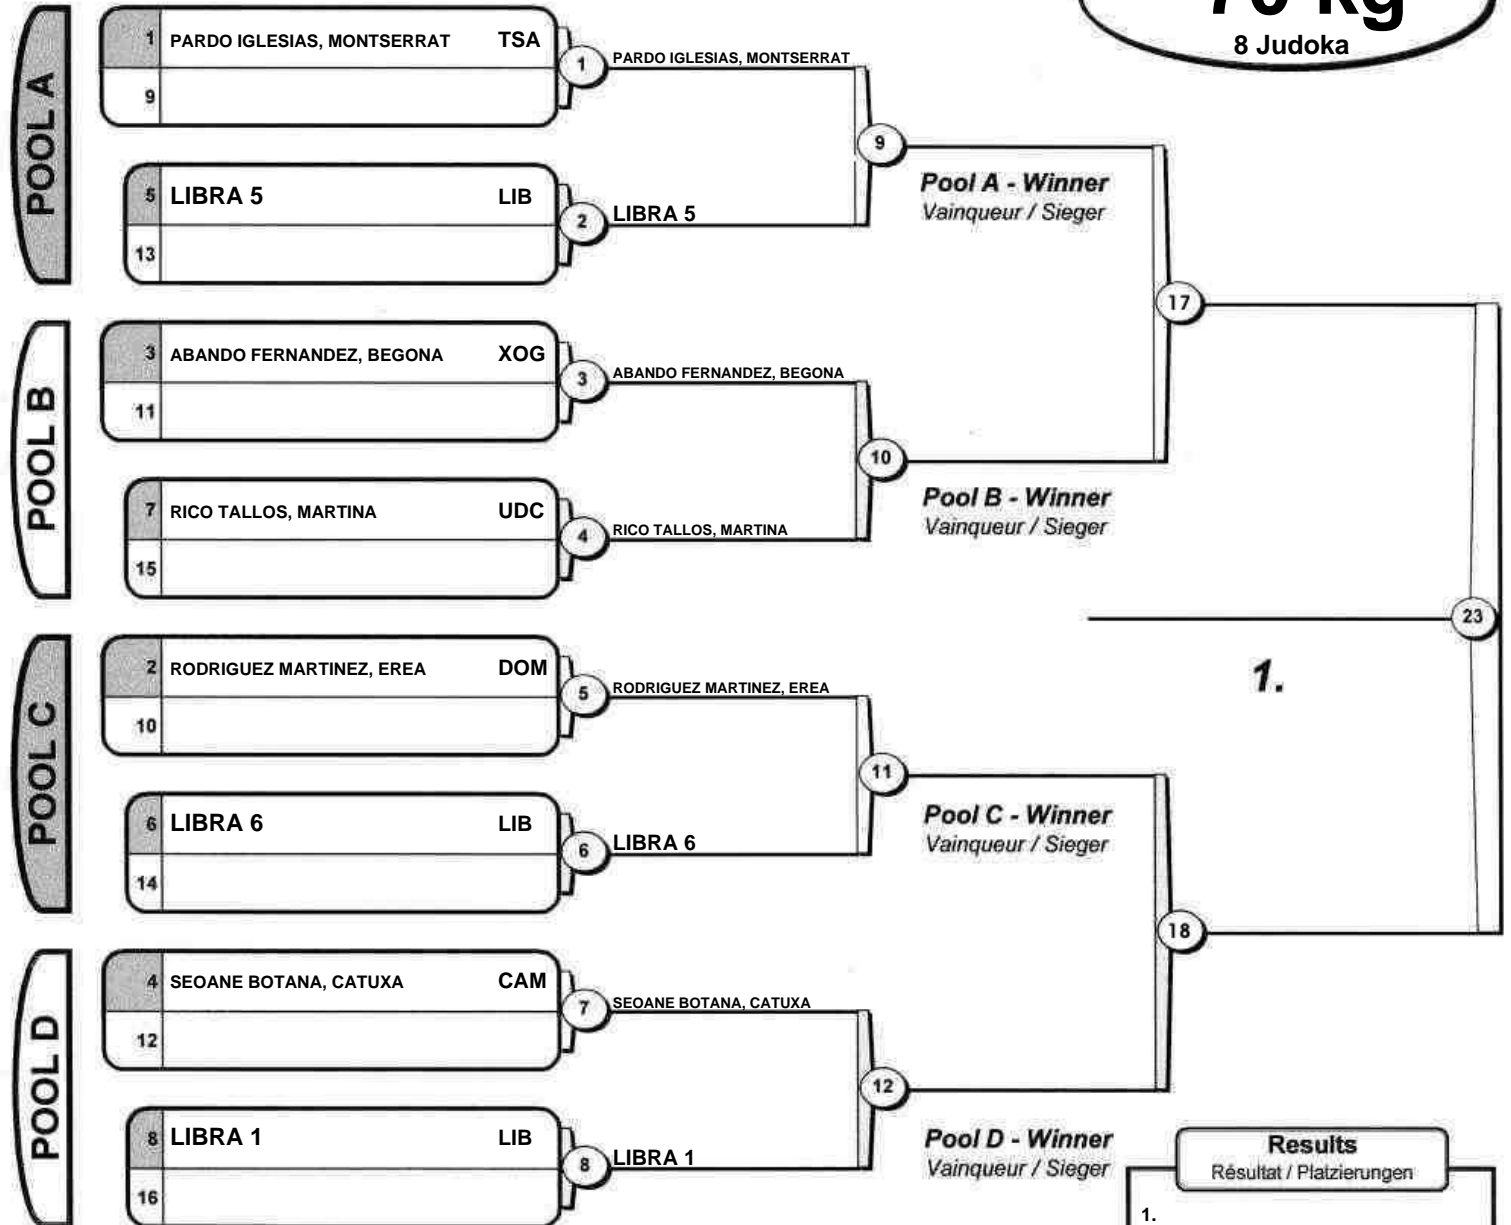 70 kg
8 Judoka
POOL A
1 PARDO IGLESIAS, MONTSERRAT TSA
9
1 PARDO IGLESIAS, MONTSERRAT
5 LIBRA 5 LIB
13
2 LIBRA 5
9
Pool A - Winner
Vainqueur / Sieger
POOL B
3 ABANDO FERNANDEZ, BEGONA XOG
11
3 ABANDO FERNANDEZ, BEGONA
7 RICO TALLOS, MARTINA UDC
15
4 RICO TALLOS, MARTINA
10
Pool B - Winner
Vainqueur / Sieger
17
POOL C
2 RODRIGUEZ MARTINEZ, EREA DOM
10
5 RODRIGUEZ MARTINEZ, EREA
6 LIBRA 6 LIB
14
6 LIBRA 6
11
Pool C - Winner
Vainqueur / Sieger
23
1.
POOL D
4 SEOANE BOTANA, CATUXA CAM
12
7 SEOANE BOTANA, CATUXA
8 LIBRA 1 LIB
16
8 LIBRA 1
12
Pool D - Winner
Vainqueur / Sieger
18
Results
Résultat / Platzierungen
1.